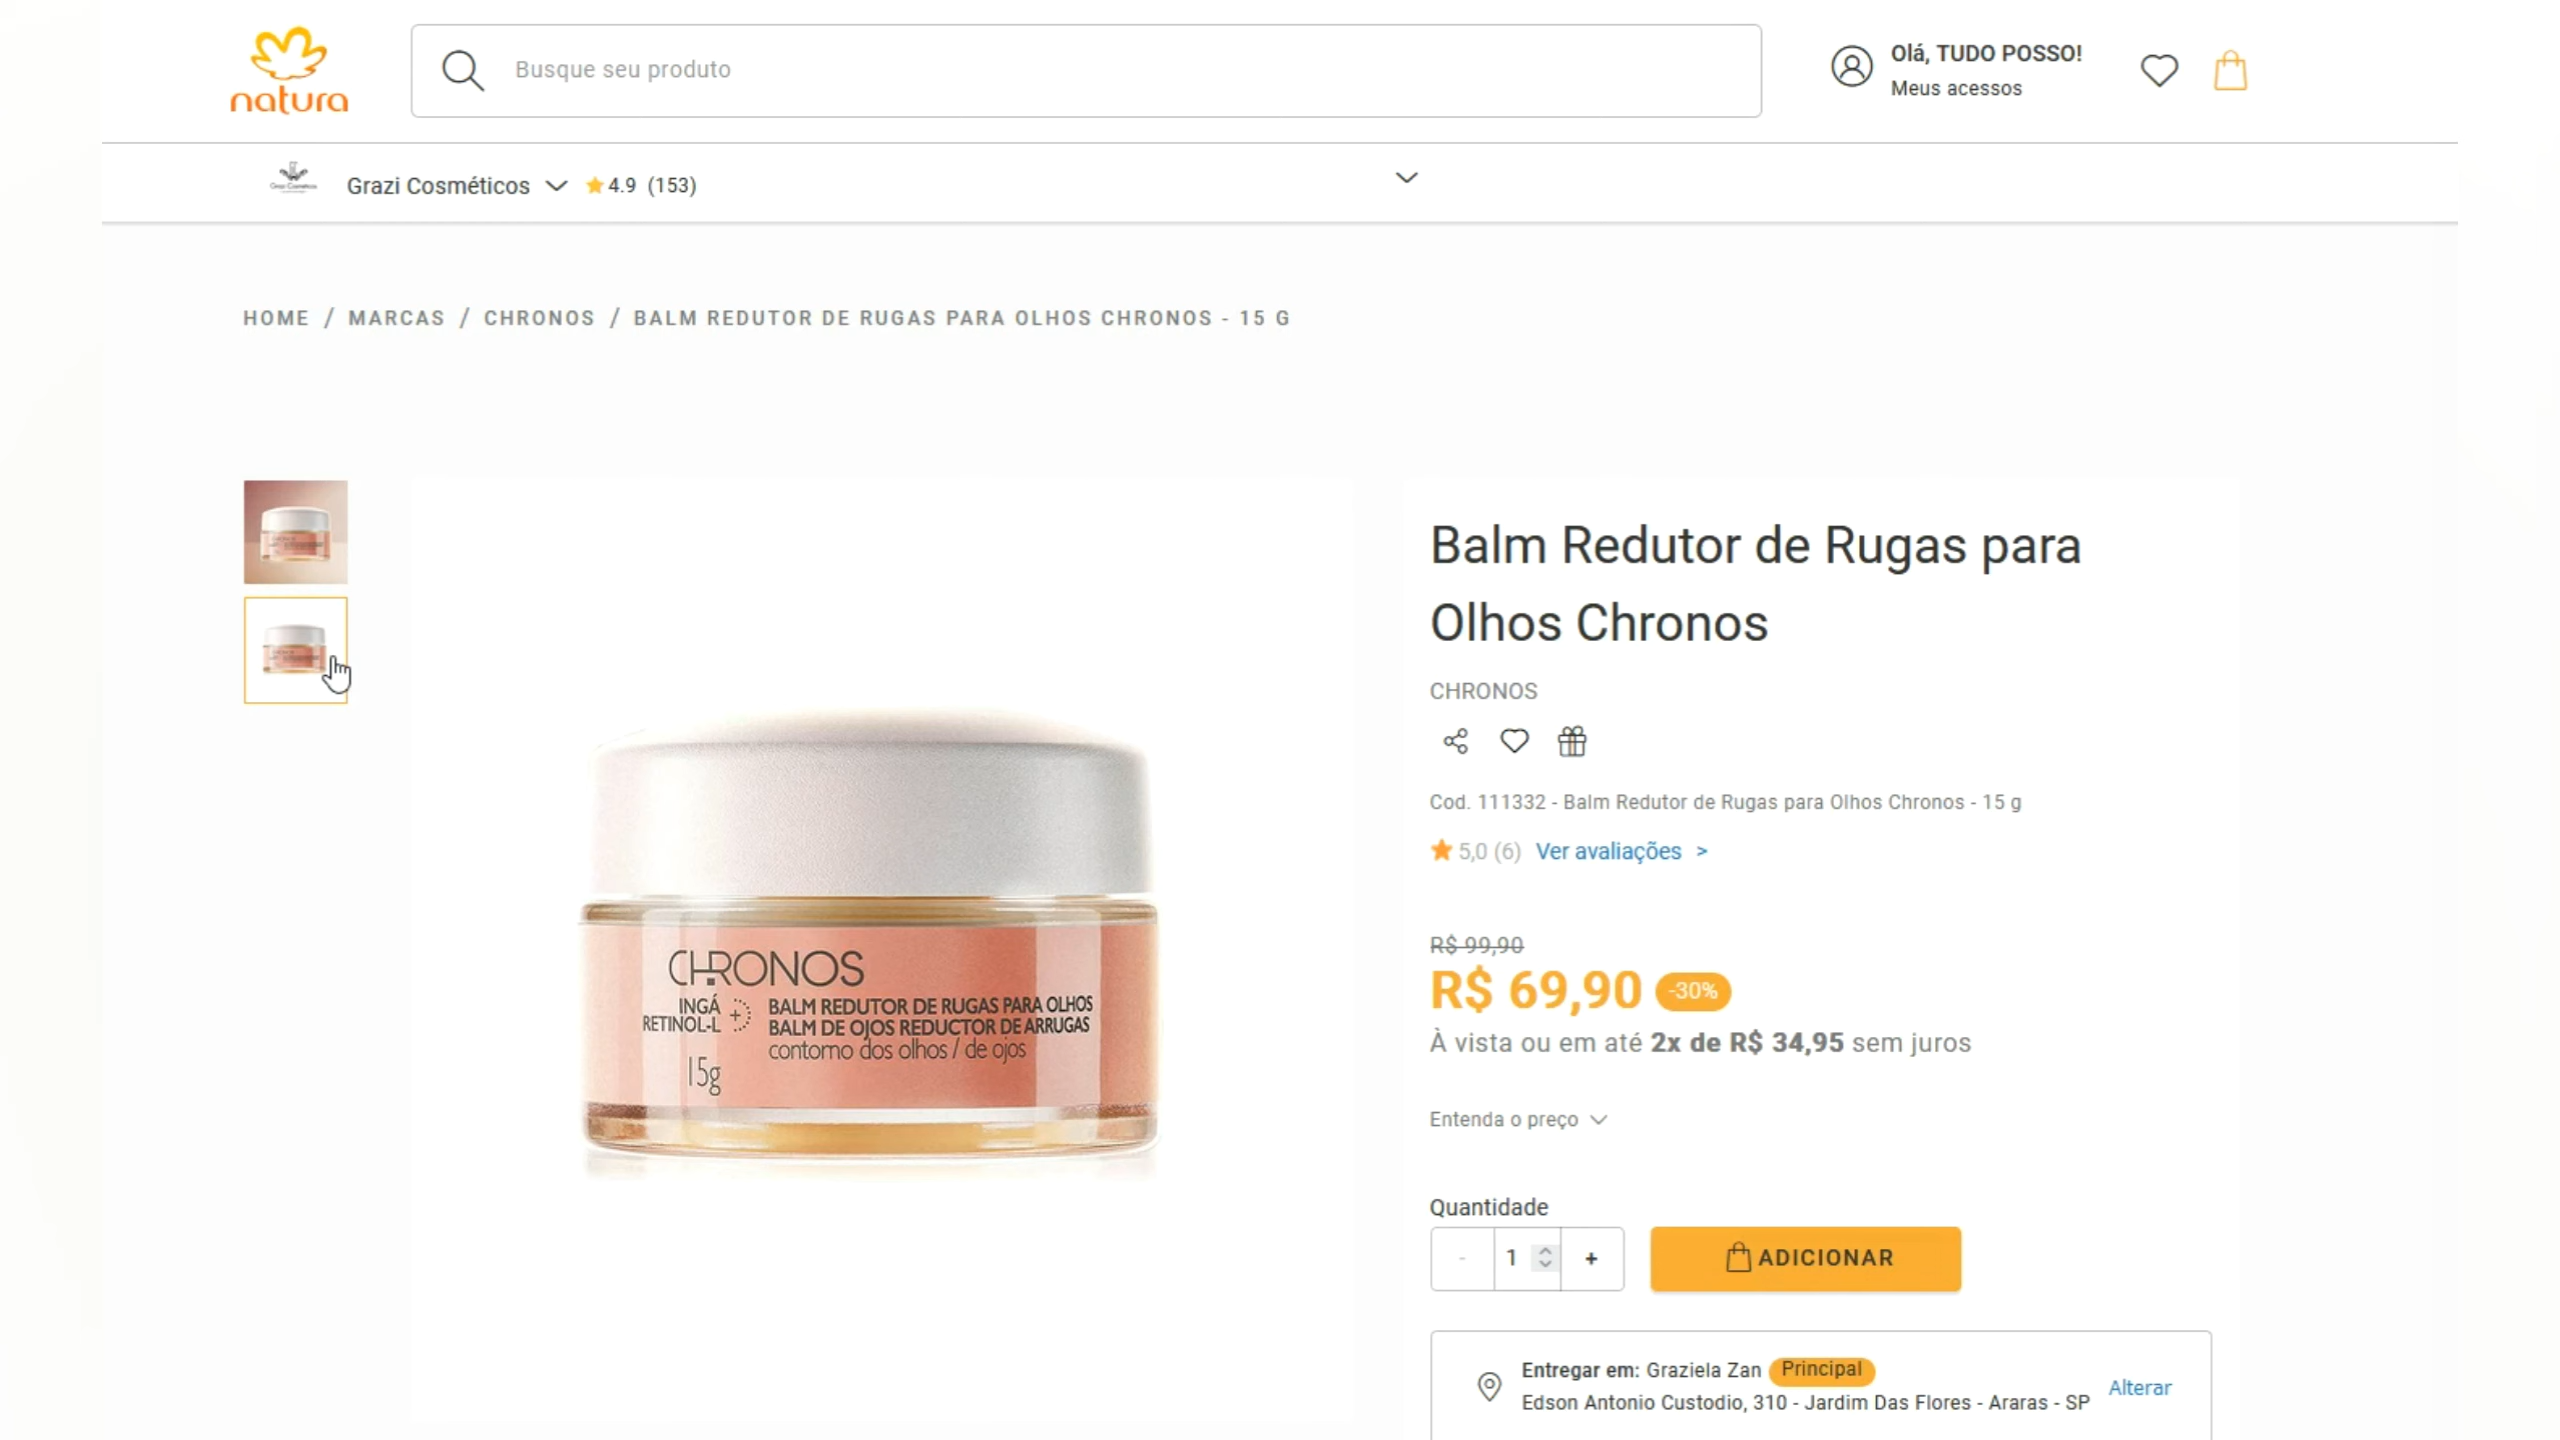 natura
Busque seu produto
Olá, TUDO POSSO!
Meus acessos
Grazi Cosméticos 4.9 (153)
HOME / MARCAS / CHRONOS / BALM REDUTOR DE RUGAS PARA OLHOS CHRONOS - 15 G
Balm Redutor de Rugas para
Olhos Chronos
CHRONOS
Cod. 111332 - Balm Redutor de Rugas para Olhos Chronos - 15 g
5,0 (6) Ver avaliações >
R$ 99,90
R$ 69,90 -30%
À vista ou em até 2x de R$ 34,95 sem juros
Entenda o preço
Quantidade
- 1 + ADICIONAR
Entregar em: Graziela Zan Principal
Edson Antonio Custodio, 310 - Jardim Das Flores - Araras - SP
Alterar
CHRONOS
INGÁ
RETINOL-L +
BALM REDUTOR DE RUGAS PARA OLHOS
BALM DE OJOS REDUCTOR DE ARRUGAS
contorno dos olhos / de ojos
15g